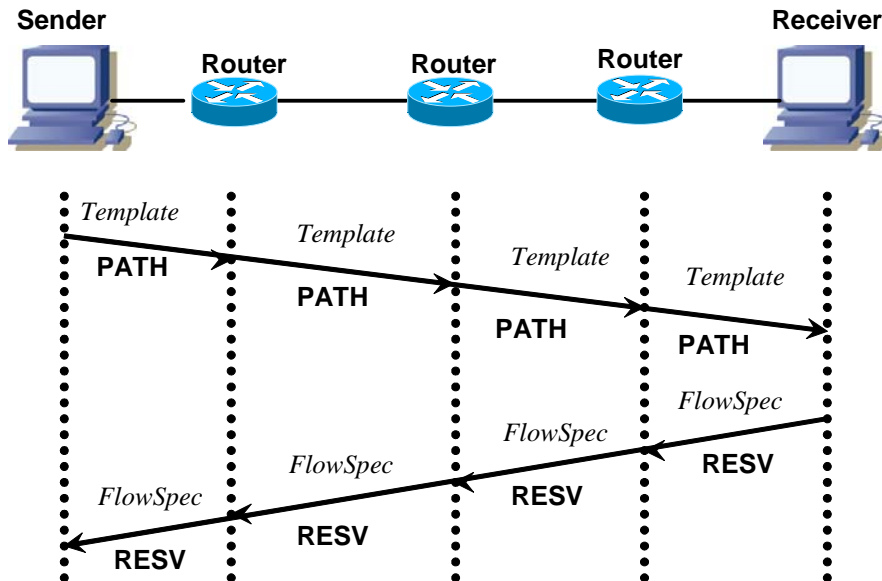 Sender
Receiver
Router
Router
Router
Template
Template
Template
Template
PATH
PATH
PATH
PATH
FlowSpec
FlowSpec
FlowSpec
FlowSpec
RESV
RESV
RESV
RESV